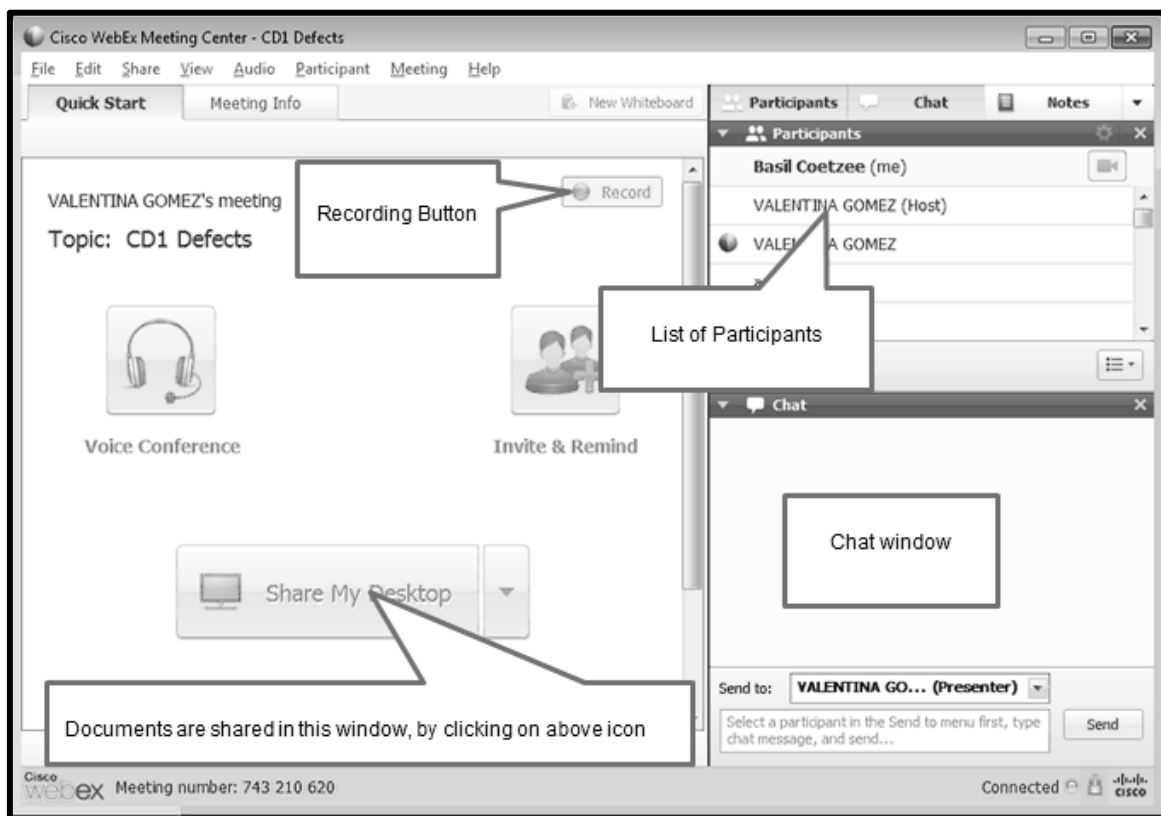 Cisco WebEx Meeting Center - CD1 Defects
File Edit Share View Audio Participant Meeting Help
Quick Start Meeting Info New Whiteboard
VALENTINA GOMEZ's meeting
Topic: CD1 Defects
Recording Button
Record
Voice Conference
Invite & Remind
Share My Desktop
Documents are shared in this window, by clicking on above icon
Participants Chat Notes
Participants
Basil Coetzee (me)
VALENTINA GOMEZ (Host)
GOMEZ
List of Participants
Chat
Chat window
Send to: VALENTINA GO... (Presenter)
Select a participant in the Send to menu first, type
chat message, and send...
Send
Cisco
webex Meeting number: 743 210 620
Connected
CISCO